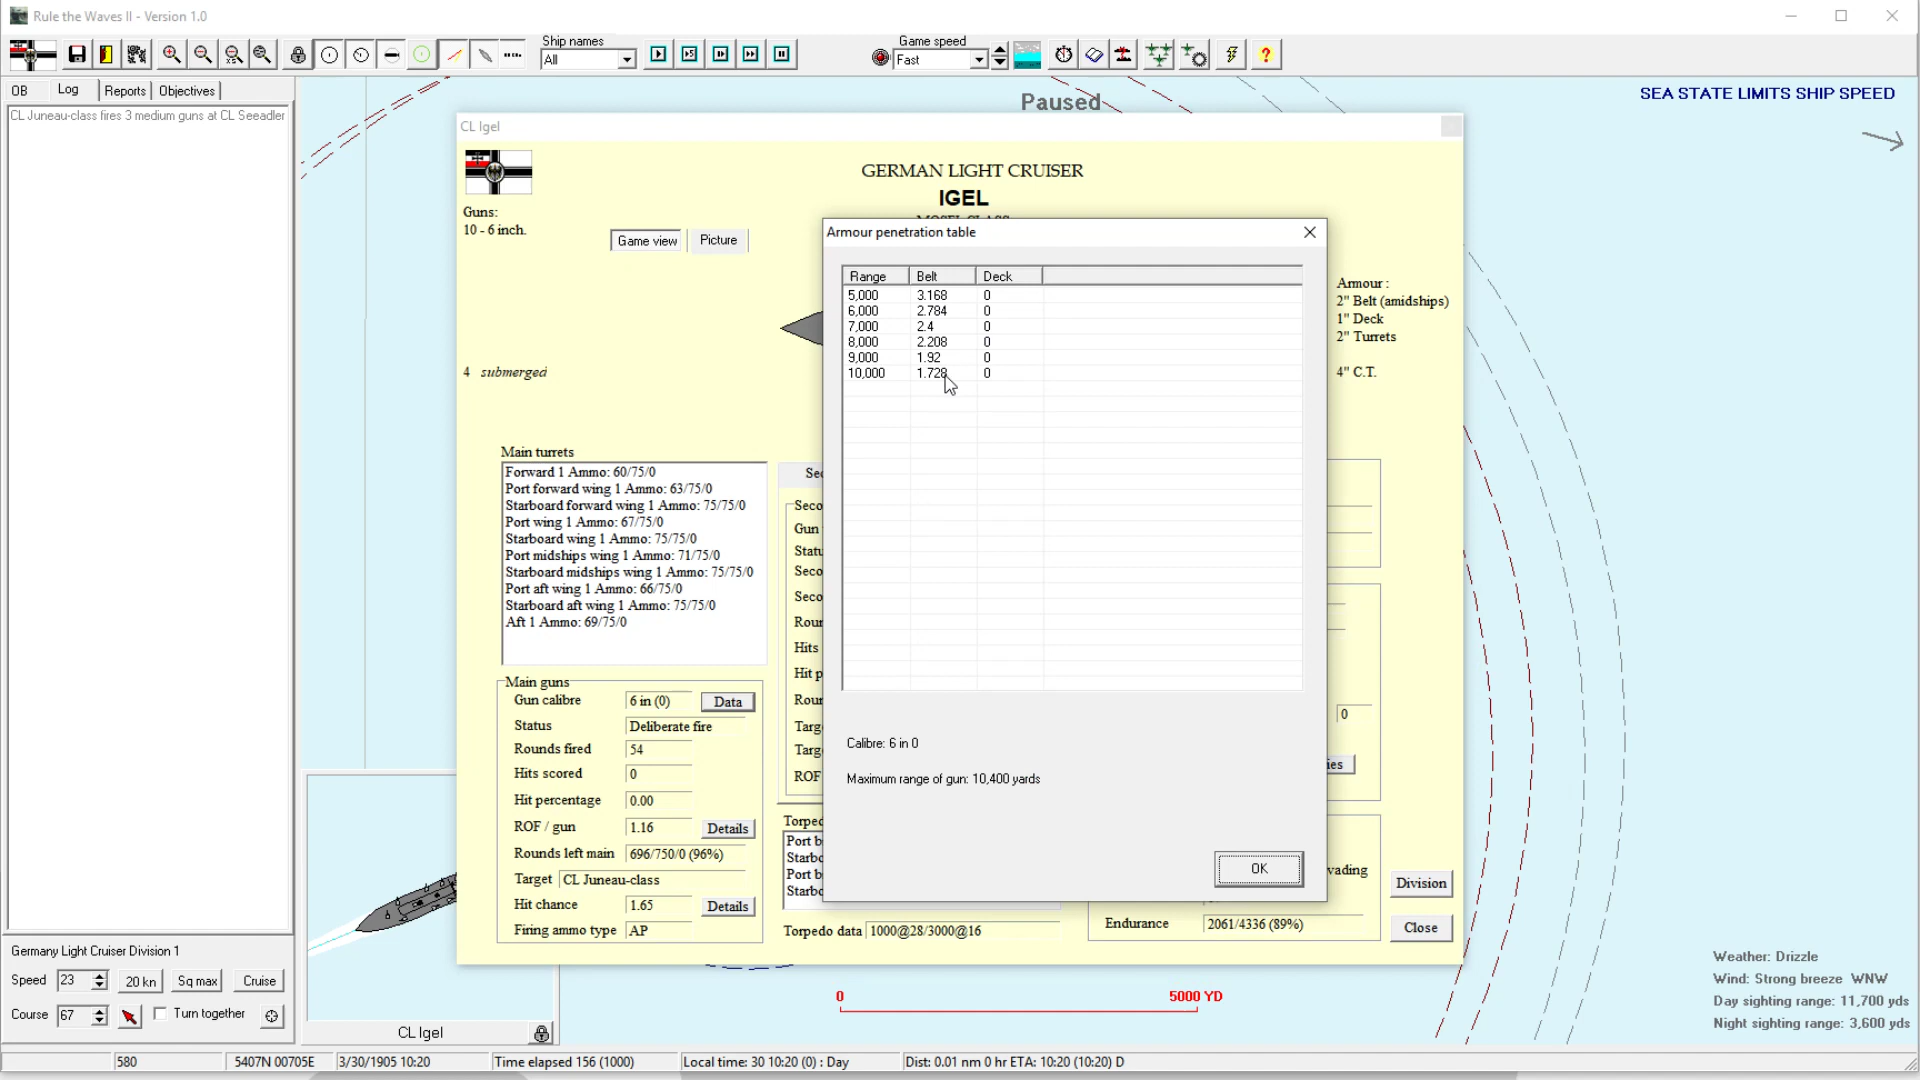 Rule the Waves II - Version 1.0
Ship names
All
Game speed
Fast
OB
Log
Reports
Objectives
CL Juneau-class fires 3 medium guns at CL Seeadler
Paused
SEA STATE LIMITS SHIP SPEED
CL Igel
GERMAN LIGHT CRUISER
IGEL
Guns:
10 - 6 inch.
Game view
Picture
4 submerged
Armour :
2" Belt (amidships)
1" Deck
2" Turrets
4" C.T.
Armour penetration table
Range Belt Deck
5,000 3.168 0
6,000 2.784 0
7,000 2.4 0
8,000 2.208 0
9,000 1.92 0
10,000 1.728 0
Calibre: 6 in 0
Maximum range of gun: 10,400 yards
OK
Main turrets
Forward 1 Ammo: 60/75/0
Port forward wing 1 Ammo: 63/75/0
Starboard forward wing 1 Ammo: 75/75/0
Port wing 1 Ammo: 67/75/0
Starboard wing 1 Ammo: 75/75/0
Port midships wing 1 Ammo: 71/75/0
Starboard midships wing 1 Ammo: 75/75/0
Port aft wing 1 Ammo: 66/75/0
Starboard aft wing 1 Ammo: 75/75/0
Aft 1 Ammo: 69/75/0
Main guns
Gun calibre 6 in (0) Data
Status Deliberate fire
Rounds fired 54
Hits scored 0
Hit percentage 0.00
ROF / gun 1.16 Details
Rounds left main 696/750/0 (96%)
Target CL Juneau-class
Hit chance 1.65 Details
Firing ammo type AP
Gun
Hits
ROF
0
Port b
Port b
Torpedo data 1000@28/3000@16
Endurance 2061/4336 (89%)
Division
Close
Germany Light Cruiser Division 1
Speed 23 20 kn Sq max Cruise
Course 67 Turn together
CL Igel
0 5000 YD
Weather: Drizzle
Wind: Strong breeze WNW
Day sighting range: 11,700 yds
Night sighting range: 3,600 yds
580 5407N 00705E 3/30/1905 10:20 Time elapsed 156 (1000) Local time: 30 10:20 (0) : Day Dist: 0.01 nm 0 hr ETA: 10:20 (10:20) D